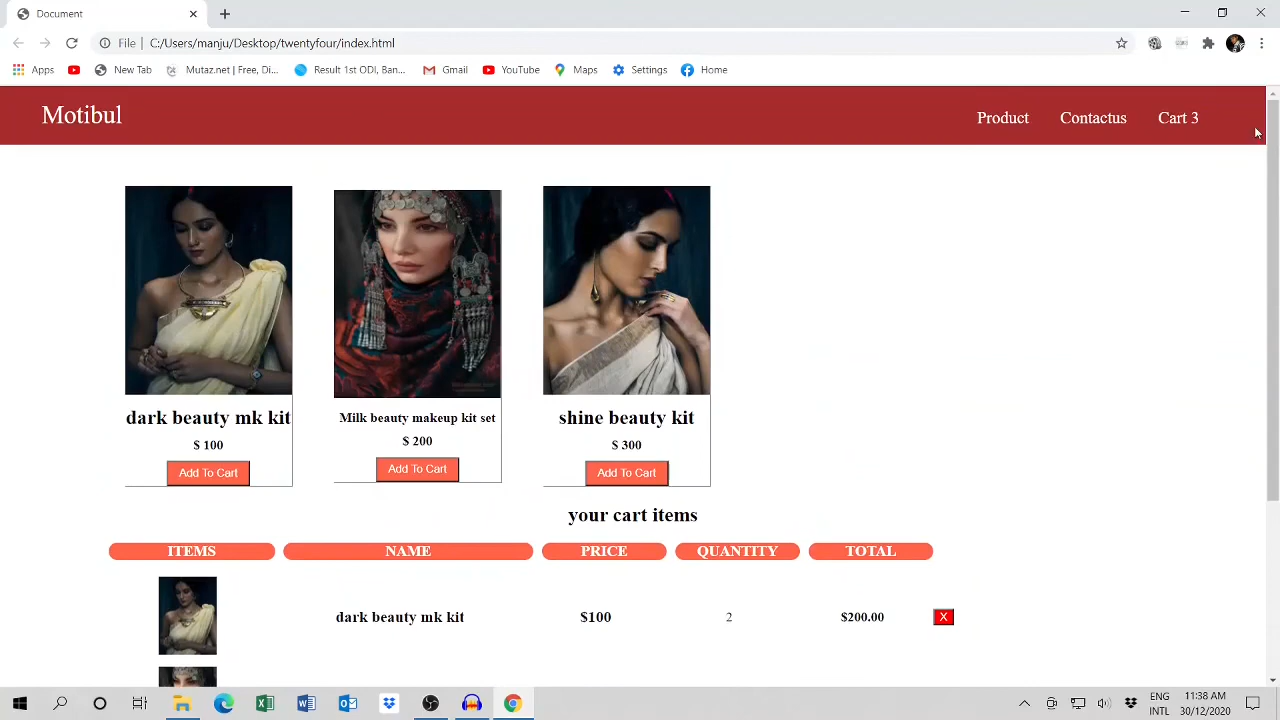 Document
File C:/Users/manju/Desktop/twentyfour/index.html
Apps New Tab Mutaz.net | Free, Di... Result 1st ODI, Ban... Gmail YouTube Maps Settings Home
Motibul Product Contactus Cart 3
dark beauty mk kit
$ 100
Add To Cart
Milk beauty makeup kit set
$ 200
Add To Cart
shine beauty kit
$ 300
Add To Cart
your cart items
ITEMS NAME PRICE QUANTITY TOTAL
dark beauty mk kit $100 2 $200.00 X
ENG 11:38 AM
INTL 30/12/2020